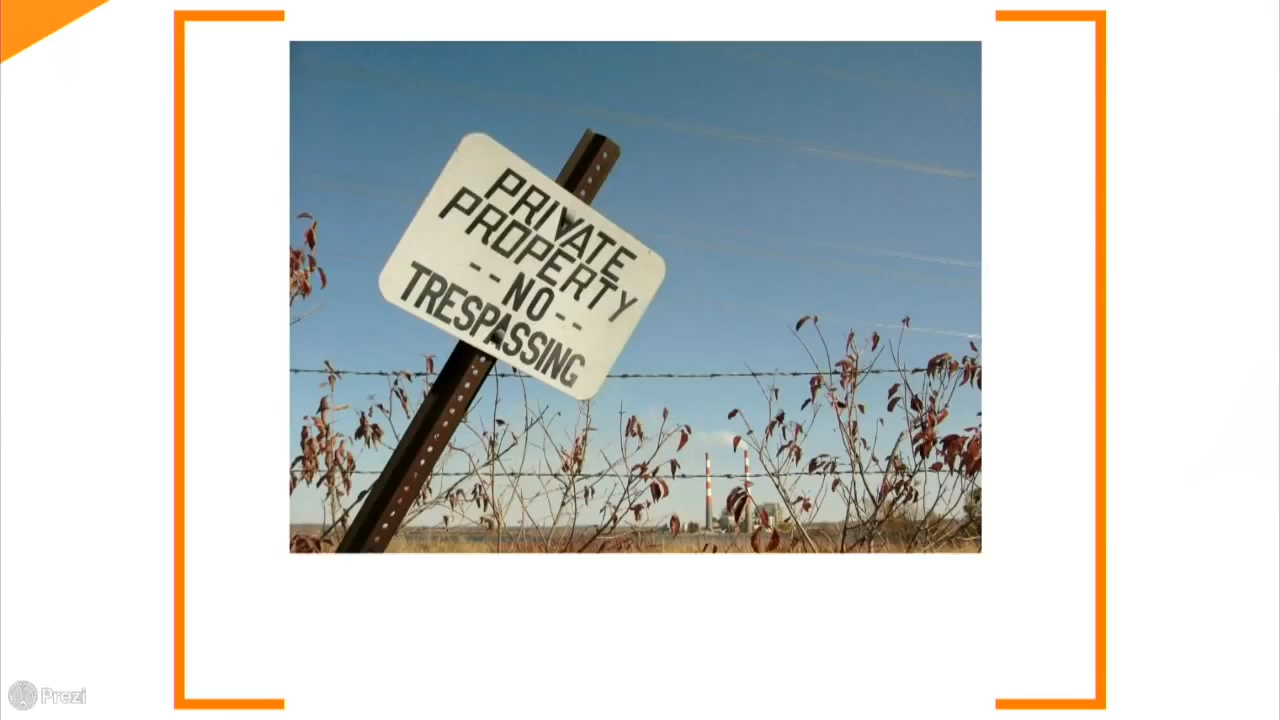 PRIVATE
PROPERTY
-- NO --
TRESPASSING
Prezi